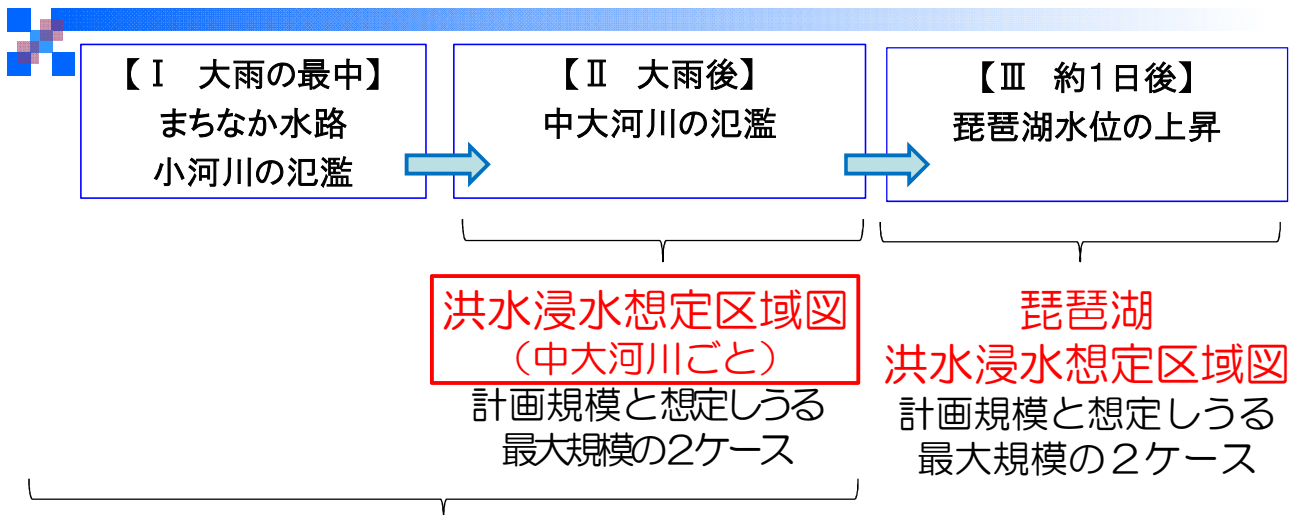 【Ⅰ 大雨の最中】
まちなか水路
小河川の氾濫
【Ⅱ 大雨後】
中大河川の氾濫
【Ⅲ 約1日後】
琵琶湖水位の上昇
洪水浸水想定区域図
（中大河川ごと）
計画規模と想定しうる
最大規模の２ケース
琵琶湖
洪水浸水想定区域図
計画規模と想定しうる
最大規模の２ケース